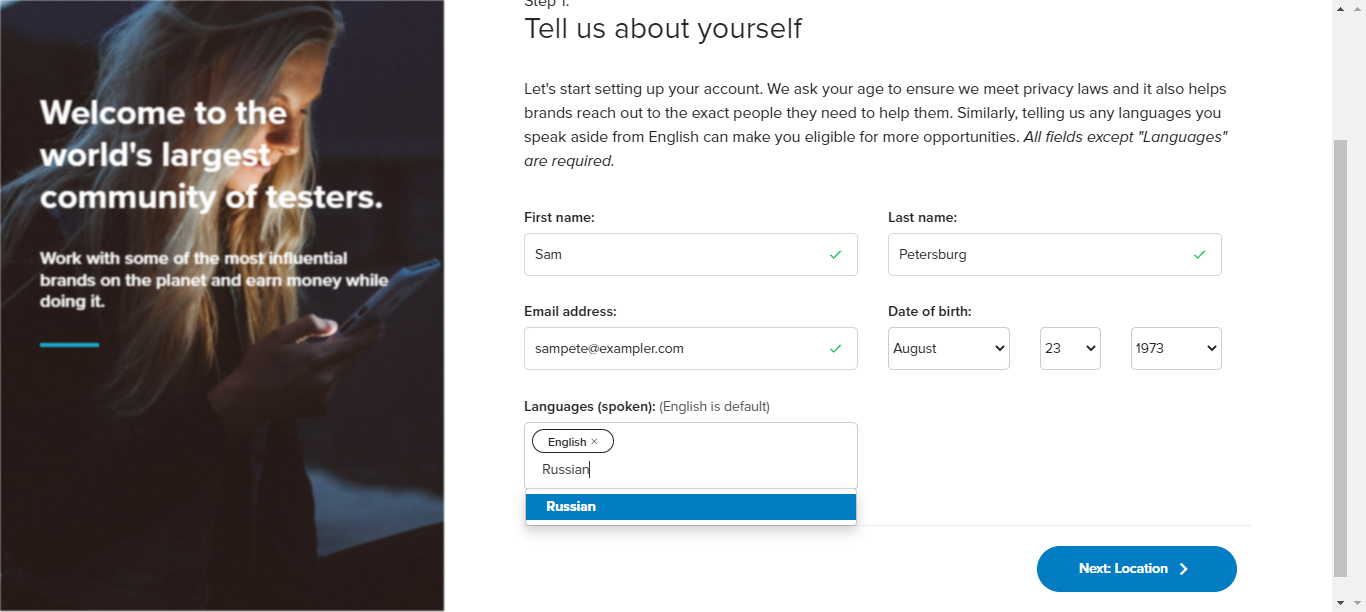 Step 1:
Tell us about yourself
Welcome to the
world's largest
community of testers.
Work with some of the most influential
brands on the planet and earn money while
doing it.
Let's start setting up your account. We ask your age to ensure we meet privacy laws and it also helps
brands reach out to the exact people they need to help them. Similarly, telling us any languages you
speak aside from English can make you eligible for more opportunities. All fields except "Languages"
are required.
First name:
Last name:
Sam
Petersburg
Email address:
Date of birth:
sampete@exampler.com
August
23
1973
Languages (spoken): (English is default)
English ×
Russian
Russian
Next: Location